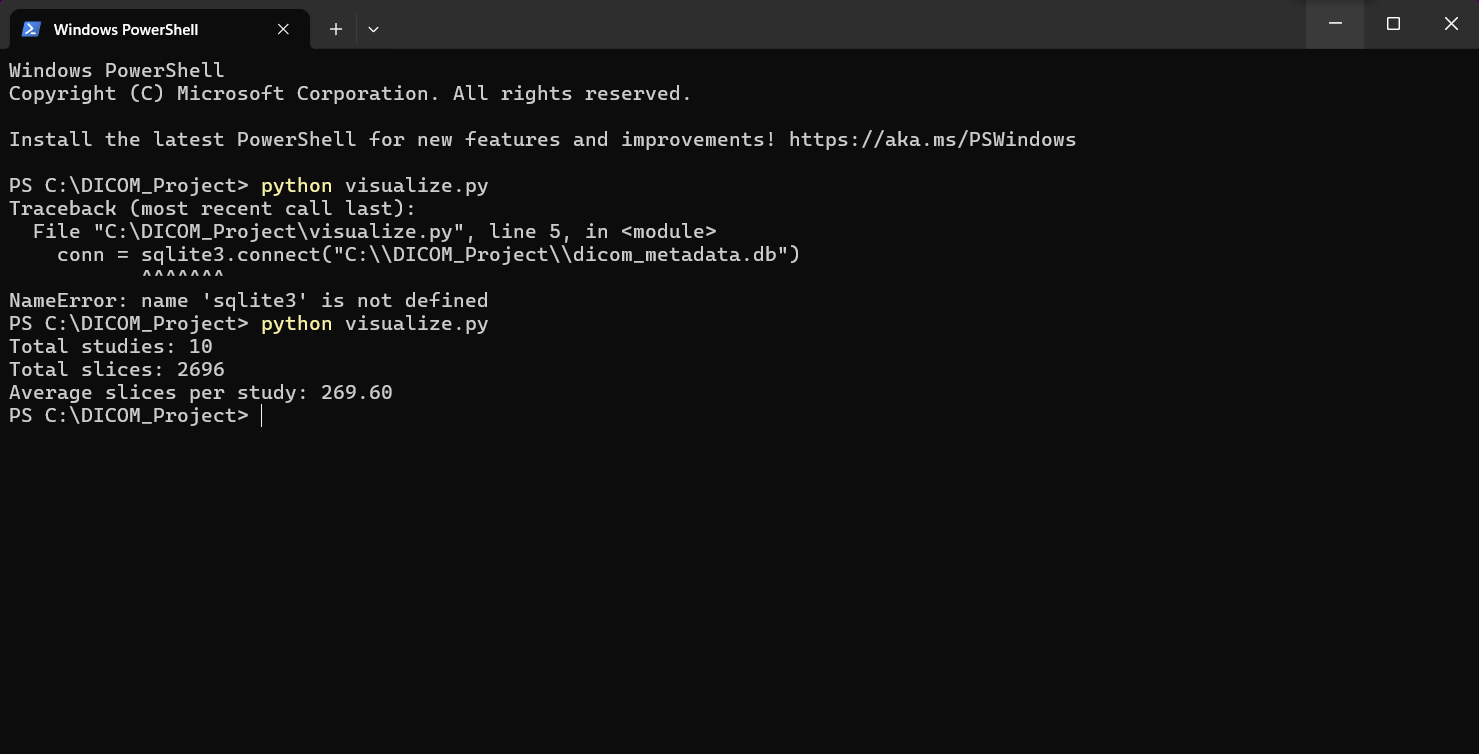 Windows PowerShell
Windows PowerShell
Copyright (C) Microsoft Corporation. All rights reserved.
Install the latest PowerShell for new features and improvements! https://aka.ms/PSWindows
PS C:\DICOM_Project> python visualize.py
Traceback (most recent call last):
  File "C:\DICOM_Project\visualize.py", line 5, in <module>
    conn = sqlite3.connect("C:\\DICOM_Project\\dicom_metadata.db")
           ^^^^^^^
NameError: name 'sqlite3' is not defined
PS C:\DICOM_Project> python visualize.py
Total studies: 10
Total slices: 2696
Average slices per study: 269.60
PS C:\DICOM_Project>